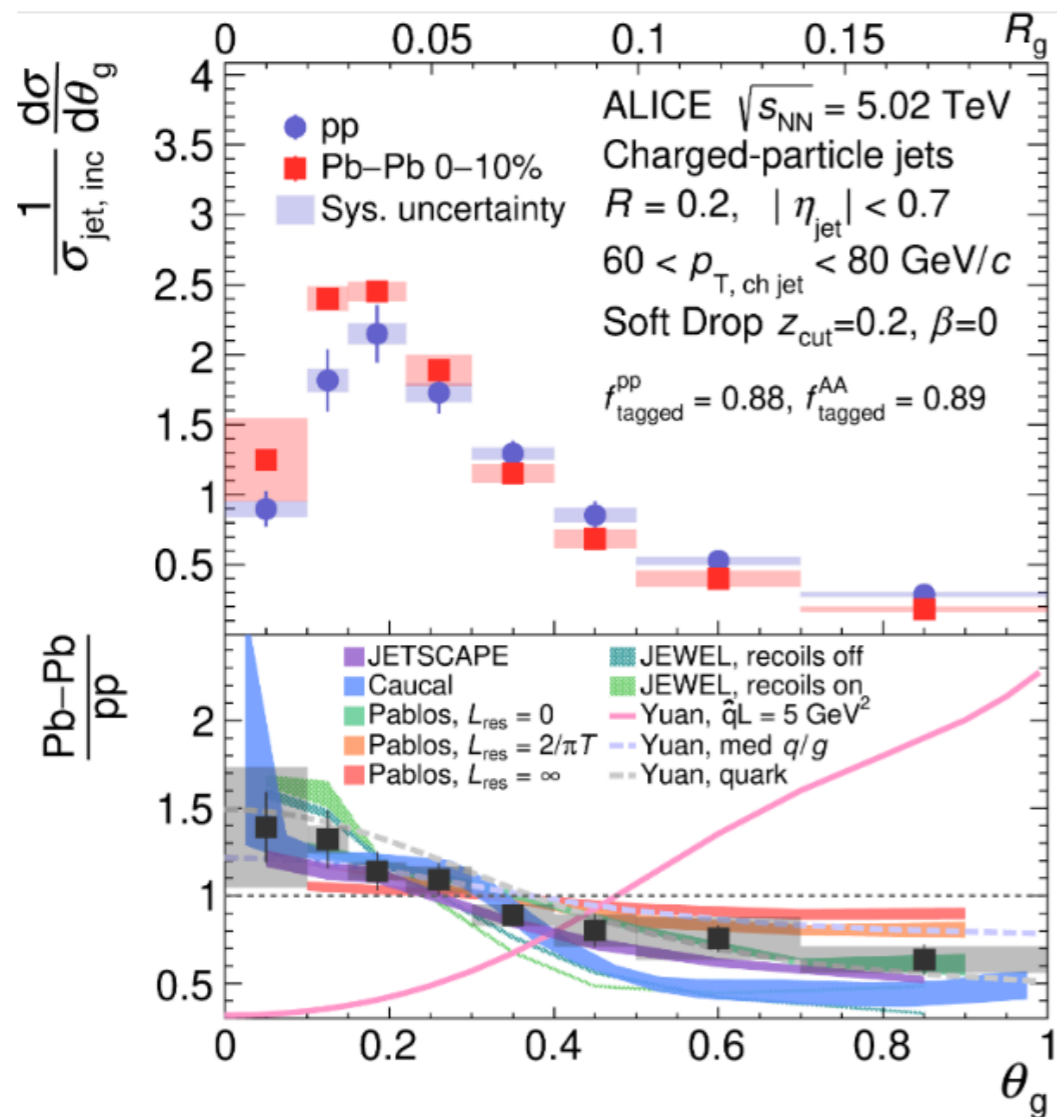 0 0.05 0.1 0.15 R_g
1/σ_jet, inc dσ/dθ_g
4
3.5
3
2.5
2
1.5
1
0.5
pp
Pb–Pb 0–10%
Sys. uncertainty
ALICE √s_NN = 5.02 TeV
Charged-particle jets
R = 0.2, | η_jet | < 0.7
60 < p_T, ch jet < 80 GeV/c
Soft Drop z_cut=0.2, β=0
f^pp_tagged = 0.88, f^AA_tagged = 0.89
Pb–Pb/pp
2
1.5
1
0.5
JETSCAPE
Caucal
Pablos, L_res = 0
Pablos, L_res = 2/πT
Pablos, L_res = ∞
JEWEL, recoils off
JEWEL, recoils on
Yuan, q̂L = 5 GeV²
Yuan, med q/g
Yuan, quark
0 0.2 0.4 0.6 0.8 1
θ_g